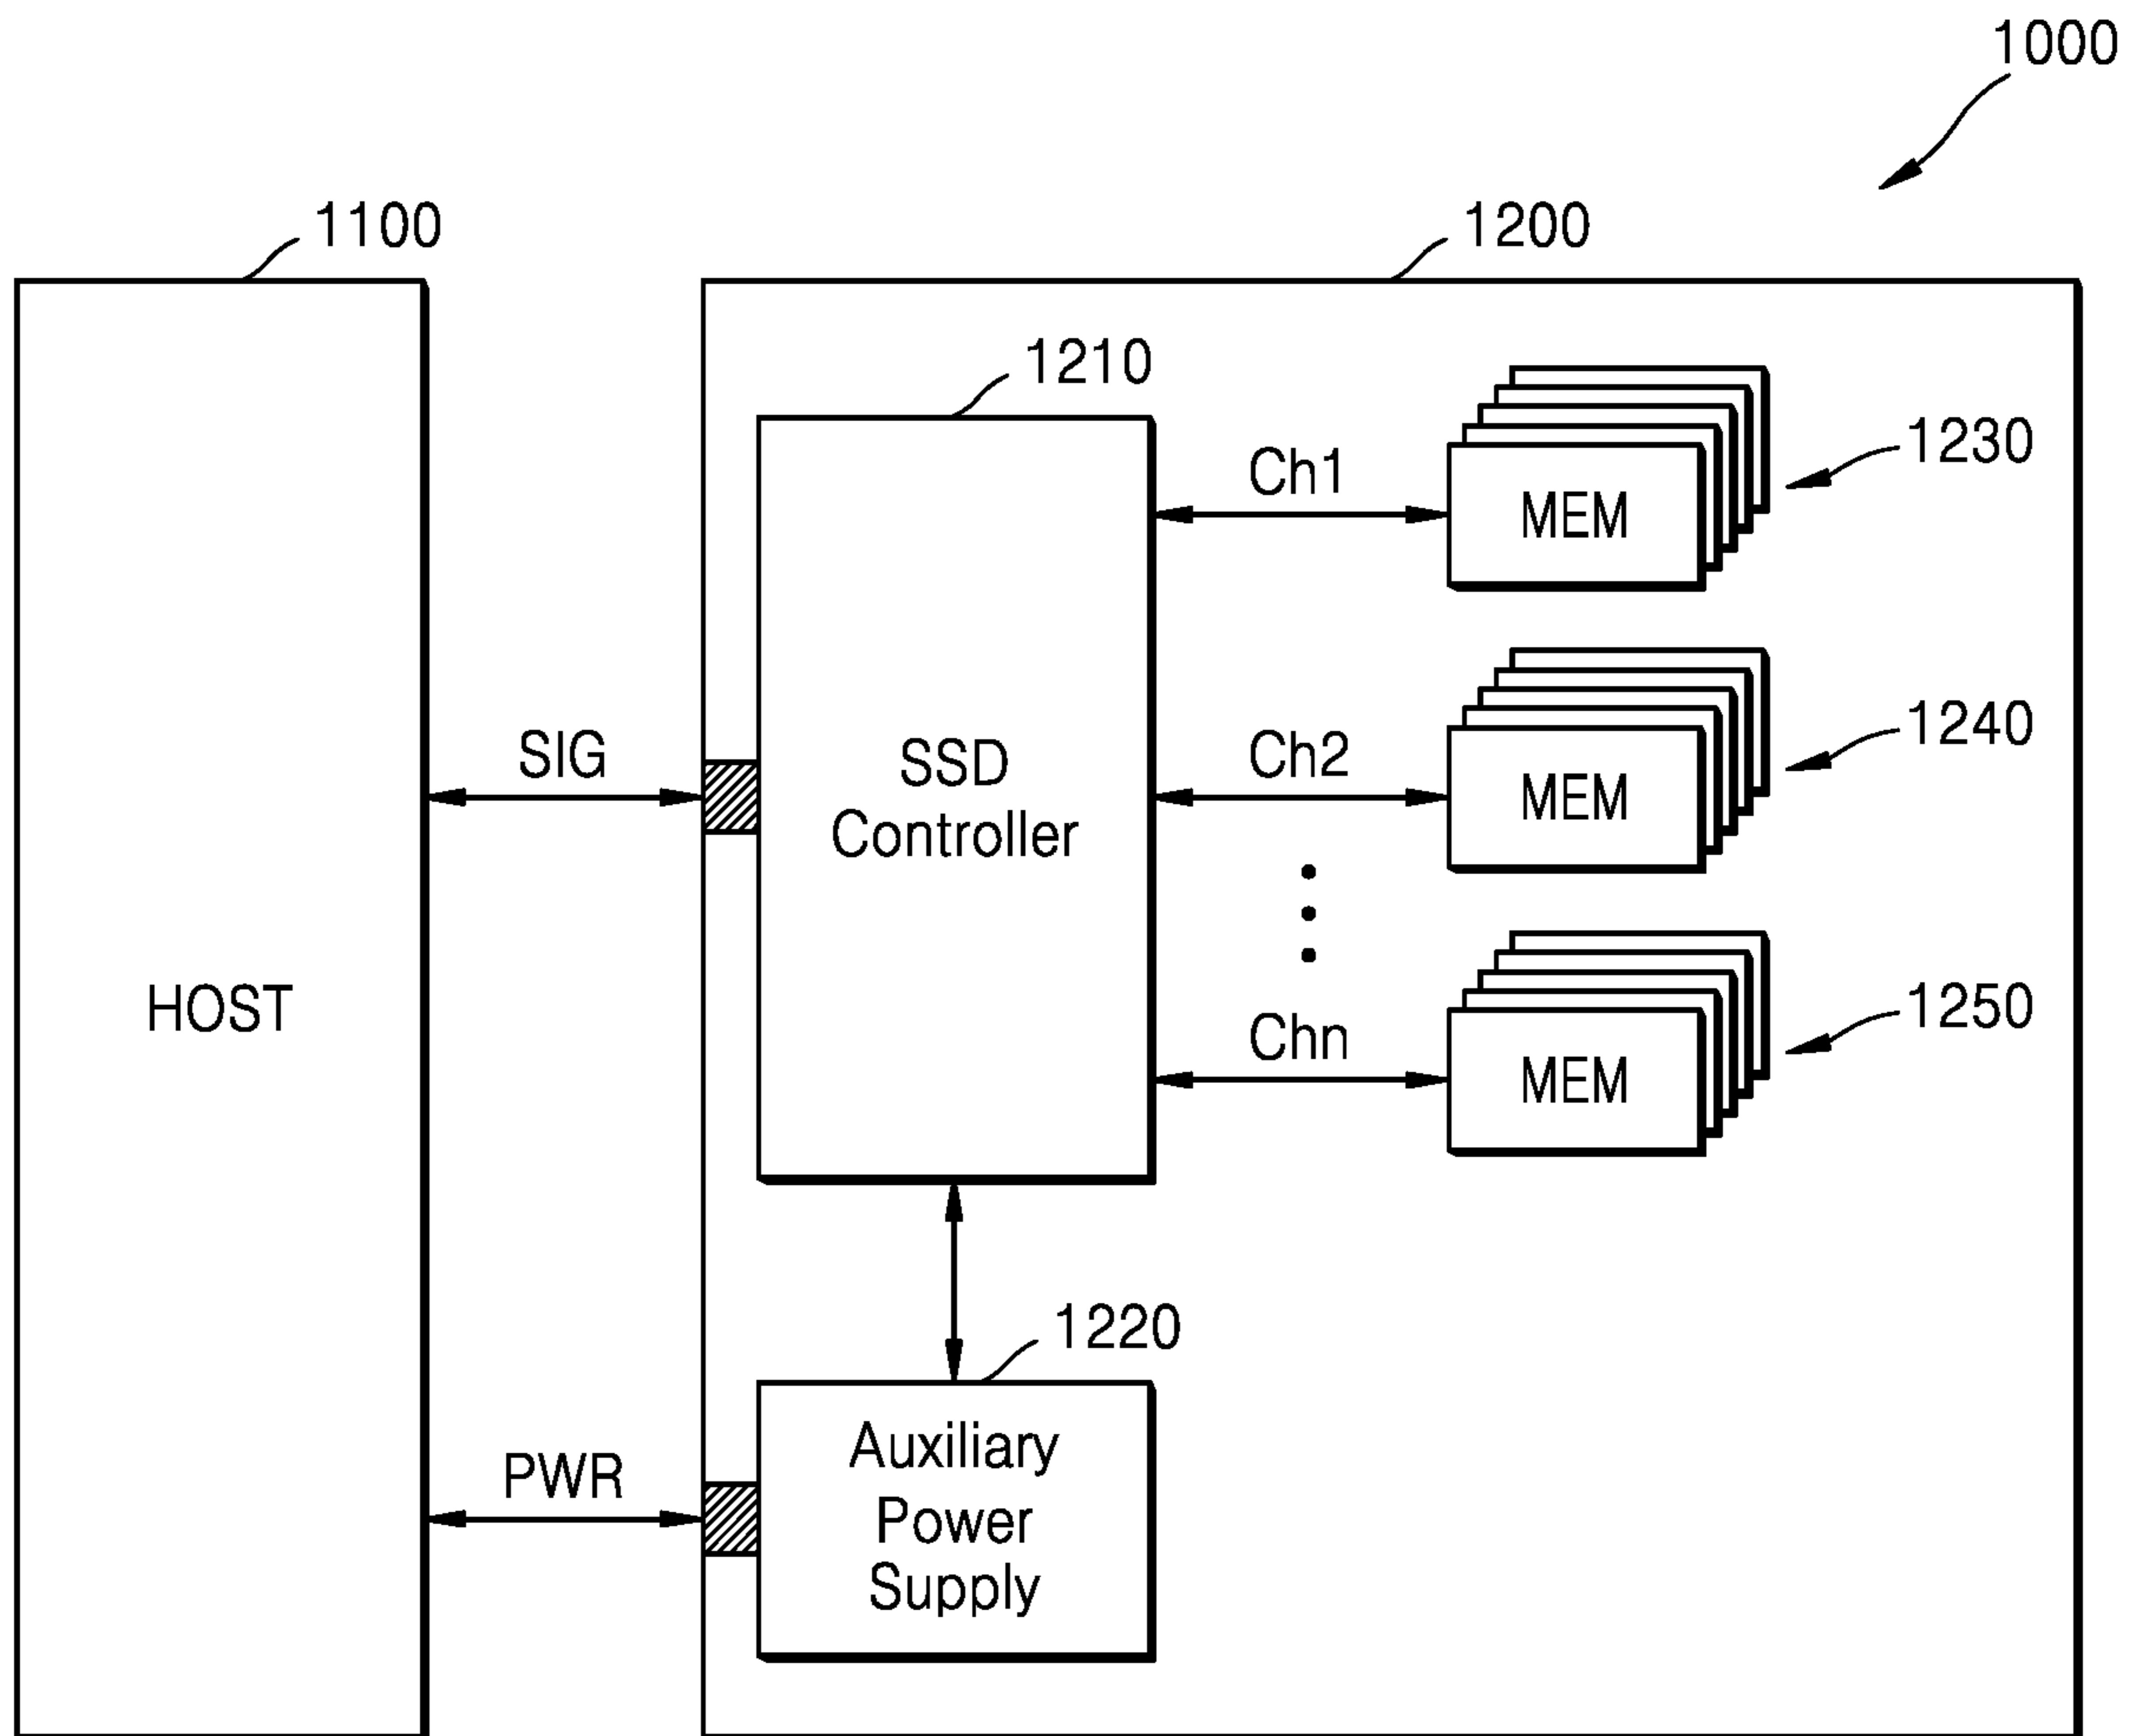 1000
1100
1200
1210
Ch1
MEM
1230
SIG
SSD
Controller
Ch2
MEM
1240
HOST
Chn
MEM
1250
1220
PWR
Auxiliary
Power
Supply